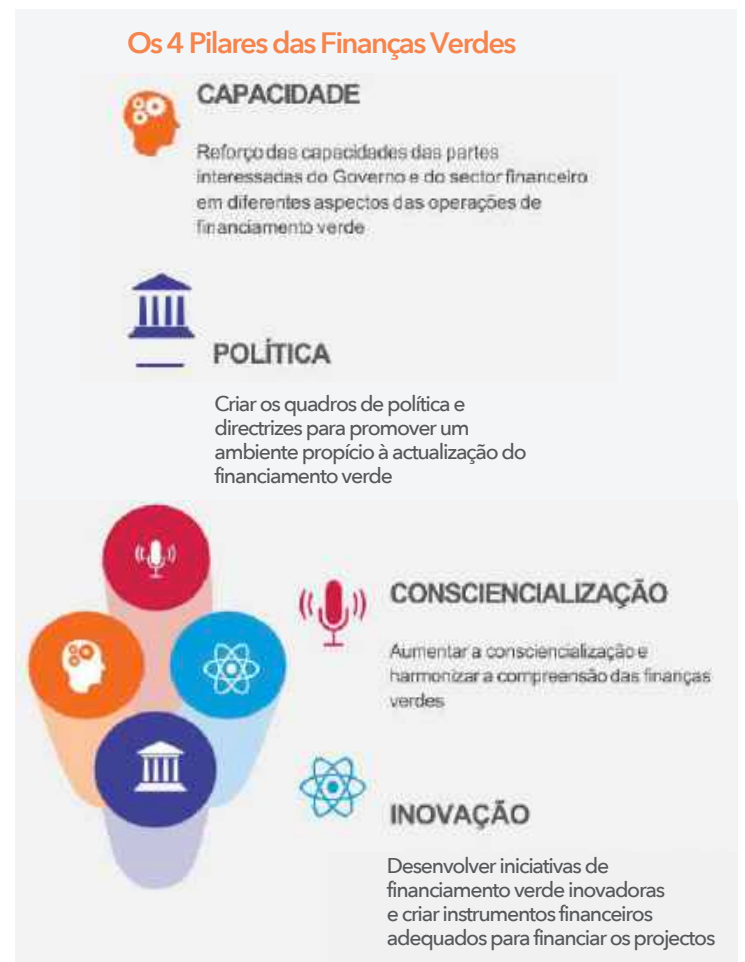 Os 4 Pilares das Finanças Verdes
CAPACIDADE
Reforço das capacidades das partes
interessadas do Governo e do sector financeiro
em diferentes aspectos das operações de
financiamento verde
POLÍTICA
Criar os quadros de política e
directrizes para promover um
ambiente propício à actualização do
financiamento verde
CONSCIENCIALIZAÇÃO
Aumentar a consciencialização e
harmonizar a compreensão das finanças
verdes
INOVAÇÃO
Desenvolver iniciativas de
financiamento verde inovadoras
e criar instrumentos financeiros
adequados para financiar os projectos